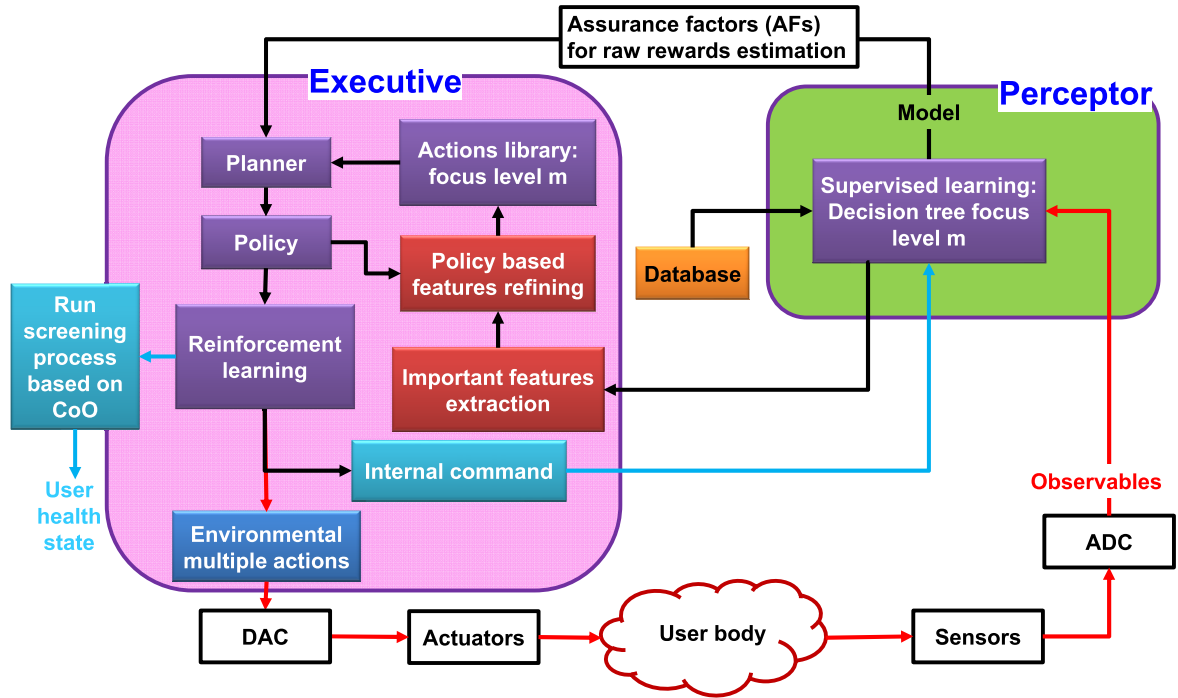 Assurance factors (AFs)
for raw rewards estimation
Executive
Perceptor
Model
Planner
Actions library:
focus level m
Supervised learning:
Decision tree focus
level m
Policy
Policy based
features refining
Database
Run
screening
process
based on
CoO
Reinforcement
learning
Important features
extraction
Internal command
User
health
state
Observables
Environmental
multiple actions
ADC
DAC
Actuators
User body
Sensors